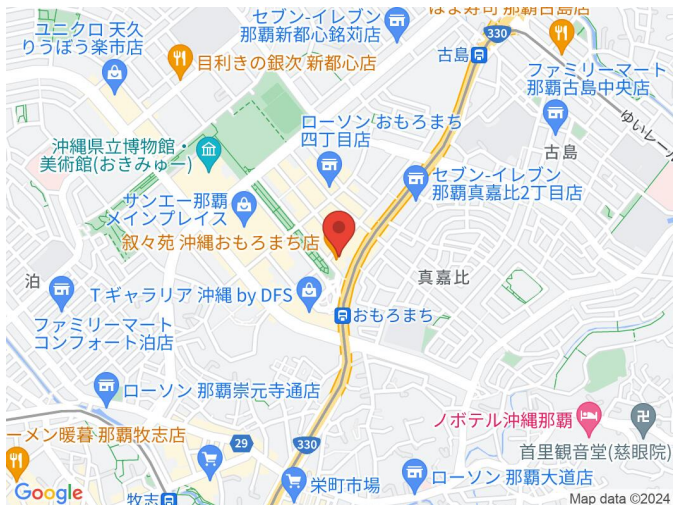 セブン-イレブン
那覇新都心銘苅店
はま寿司 那覇古島店
ユニクロ 天久
りうぼう楽市店
目利きの銀次 新都心店
330
古島
ファミリーマート
那覇古島中央店
ゆいレール
ローソン おもろまち
四丁目店
沖縄県立博物館・
美術館(おきみゅー)
古島
セブン-イレブン
那覇真嘉比2丁目店
サンエー那覇
メインプレイス
叙々苑 沖縄おもろまち店
真嘉比
泊
T ギャラリア 沖縄 by DFS
おもろまち
ファミリーマート
コンフォート泊店
ローソン 那覇崇元寺通店
ノボテル沖縄那覇
ーメン暖暮 那覇牧志店
29
330
首里観音堂(慈眼院)
栄町市場
ローソン 那覇大道店
Google
牧志
Map data ©2024